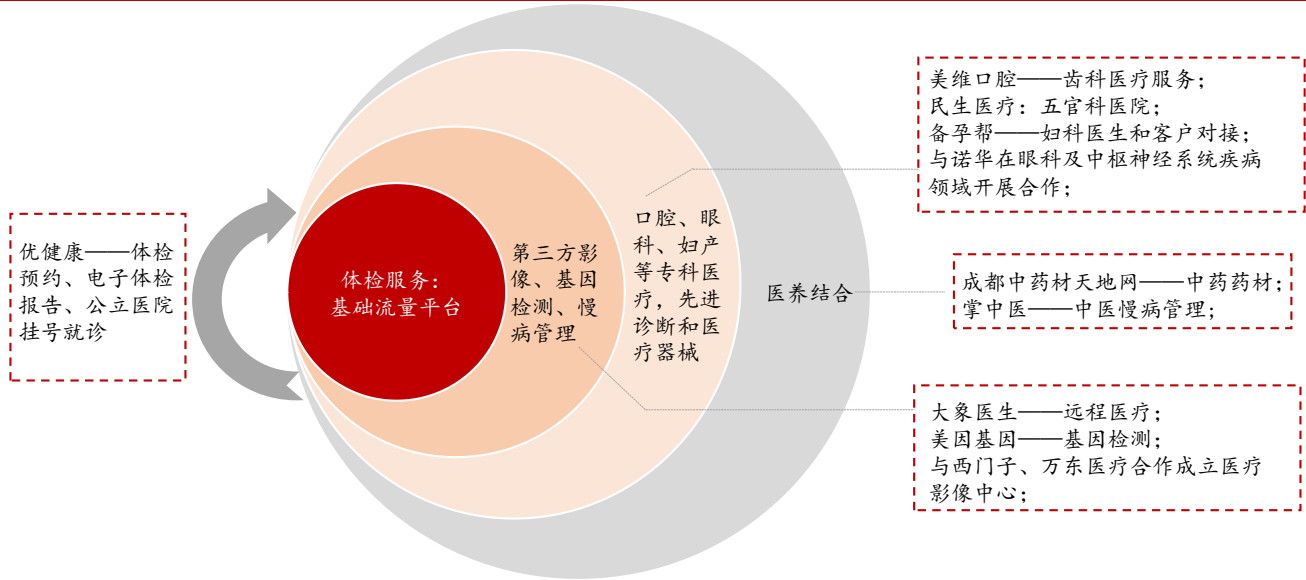 优健康——体检
预约、电子体检
报告、公立医院
挂号就诊
体检服务：
基础流量平台
第三方影
像、基因
检测、慢
病管理
口腔、眼
科、妇产
等专科医
疗，先进
诊断和医
疗器械
医养结合
美维口腔——齿科医疗服务；
民生医疗：五官科医院；
备孕帮——妇科医生和客户对接；
与诺华在眼科及中枢神经系统疾病
领域开展合作；
成都中药材天地网——中药药材；
掌中医——中医慢病管理；
大象医生——远程医疗；
美因基因——基因检测；
与西门子、万东医疗合作成立医疗
影像中心；